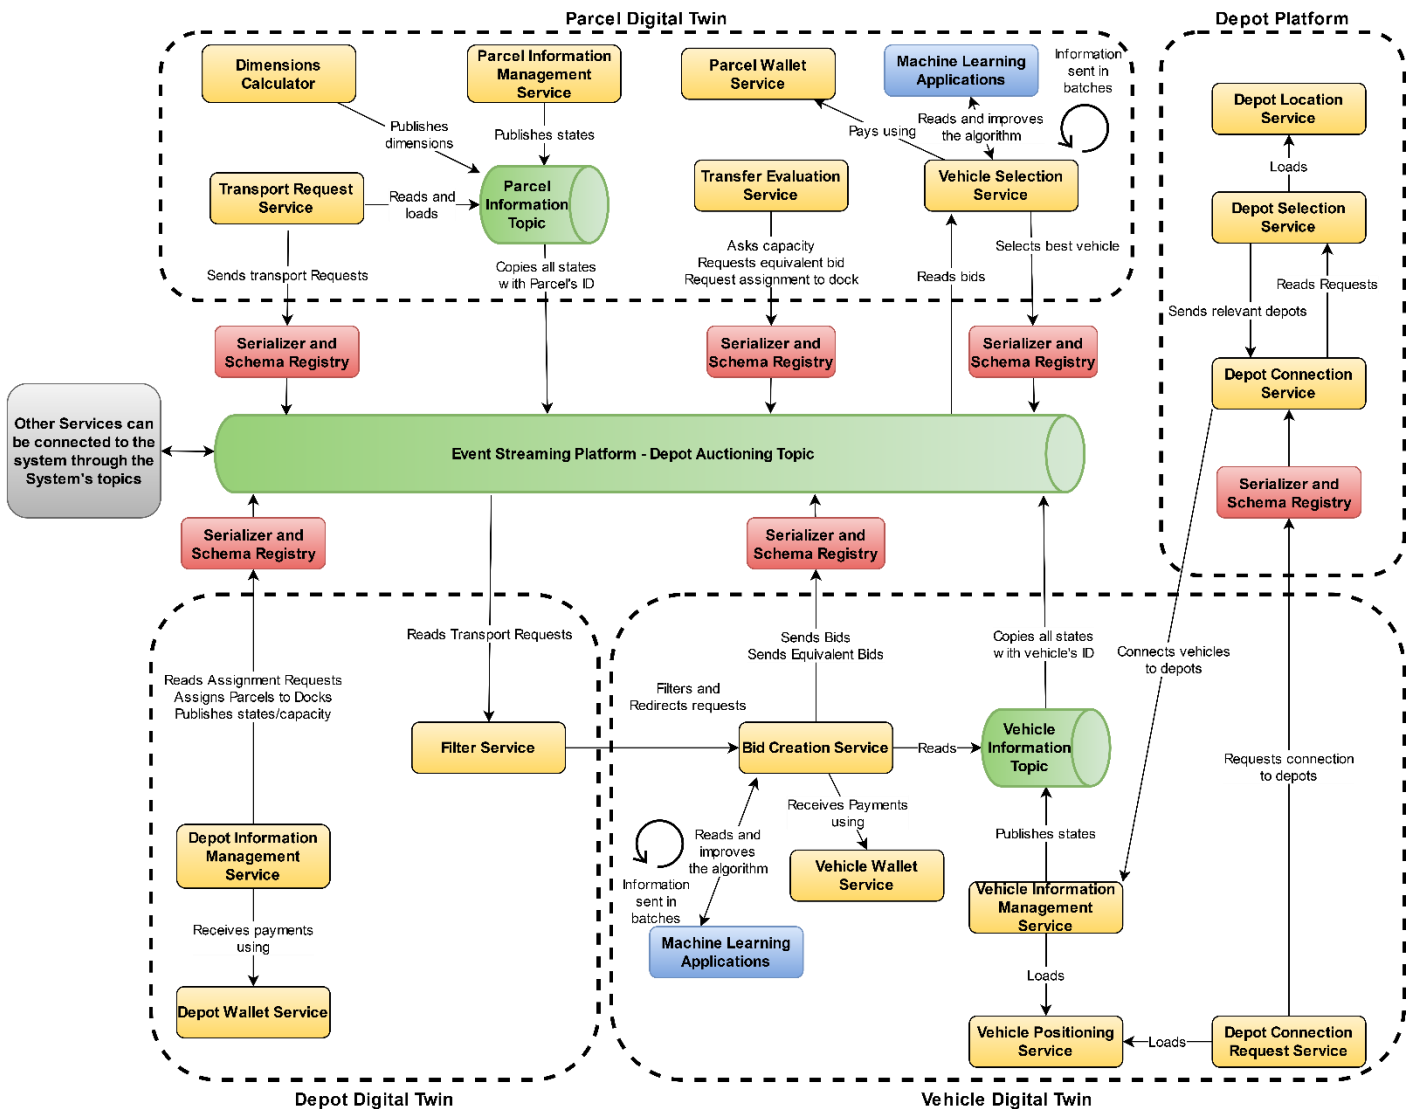 Parcel Digital Twin
Depot Platform
Dimensions
Calculator
Parcel Information
Management
Service
Parcel Wallet
Service
Machine Learning
Applications
Information
sent in
batches
Depot Location
Service
Publishes
dimensions
Publishes states
Pays using
Reads and improves
the algorithm
Loads
Transport Request
Service
Reads and
loads
Parcel
Information
Topic
Transfer Evaluation
Service
Vehicle Selection
Service
Depot Selection
Service
Sends transport Requests
Copies all states
with Parcel's ID
Asks capacity
Requests equivalent bid
Request assignment to dock
Reads bids
Selects best vehicle
Reads Requests
Sends relevant depots
Serializer and
Schema Registry
Serializer and
Schema Registry
Serializer and
Schema Registry
Depot Connection
Service
Other Services can
be connected to the
system through the
System's topics
Event Streaming Platform - Depot Auctioning Topic
Serializer and
Schema Registry
Serializer and
Schema Registry
Serializer and
Schema Registry
Reads Transport Requests
Sends Bids
Sends Equivalent Bids
Copies all states
with vehicle's ID
Connects vehicles
to depots
Reads Assignment Requests
Assigns Parcels to Docks
Publishes states/capacity
Filters and
Redirects requests
Filter Service
Bid Creation Service
Reads
Vehicle
Information
Topic
Requests connection
to depots
Depot Information
Management
Service
Reads and
improves
the algorithm
Receives Payments
using
Publishes states
Information
sent in
batches
Vehicle Wallet
Service
Vehicle Information
Management
Service
Receives payments
using
Machine Learning
Applications
Loads
Depot Wallet Service
Vehicle Positioning
Service
Loads
Depot Connection
Request Service
Depot Digital Twin
Vehicle Digital Twin